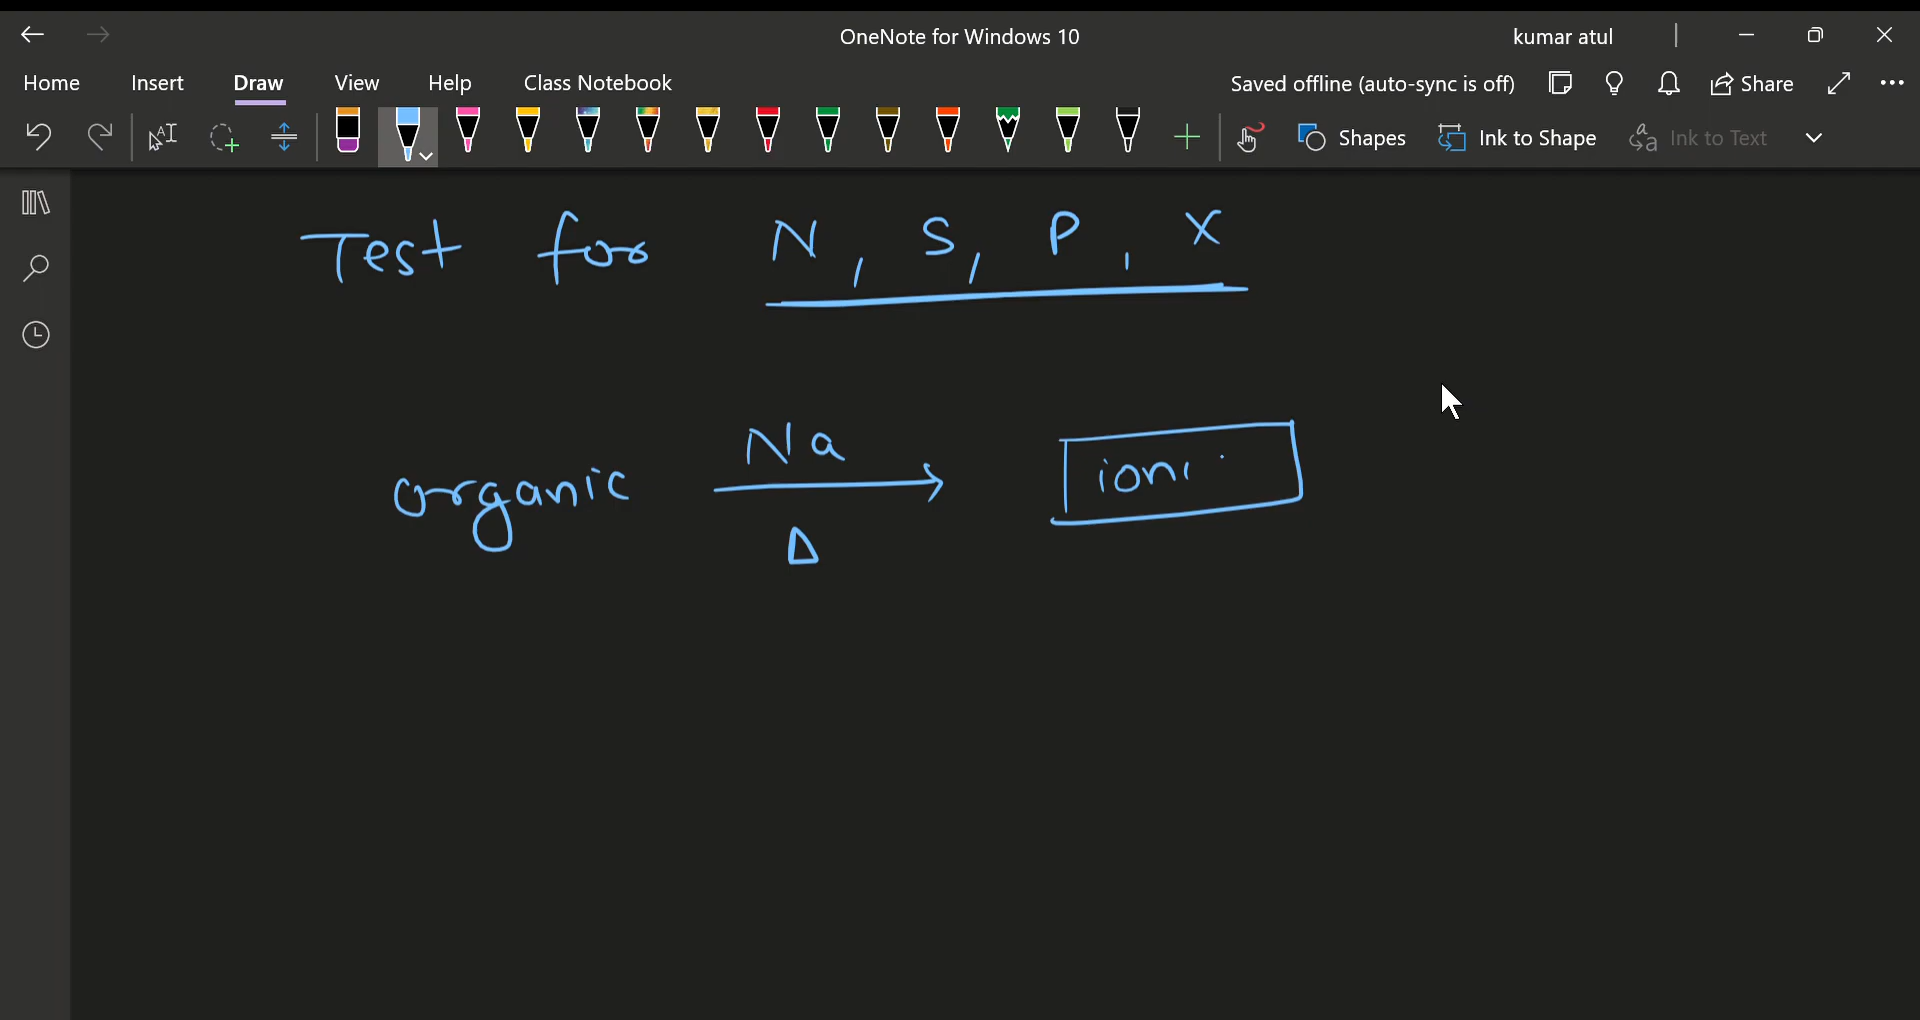 OneNote for Windows 10
kumar atul
Home Insert Draw View Help Class Notebook
Saved offline (auto-sync is off)
Share
Shapes
Ink to Shape
Ink to Text
Test for N, S, P, X
Na
organic → ioni
Δ